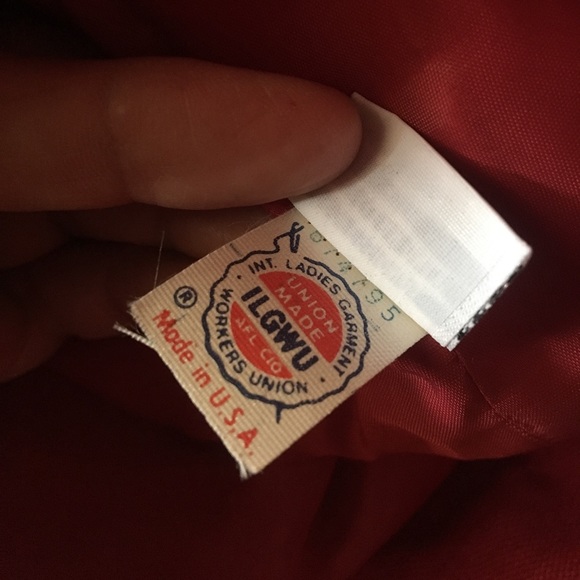 INT. LADIES GARMENT
WORKERS UNION
UNION
MADE
ILGWU
AFL CIO
®
Made in U.S.A.